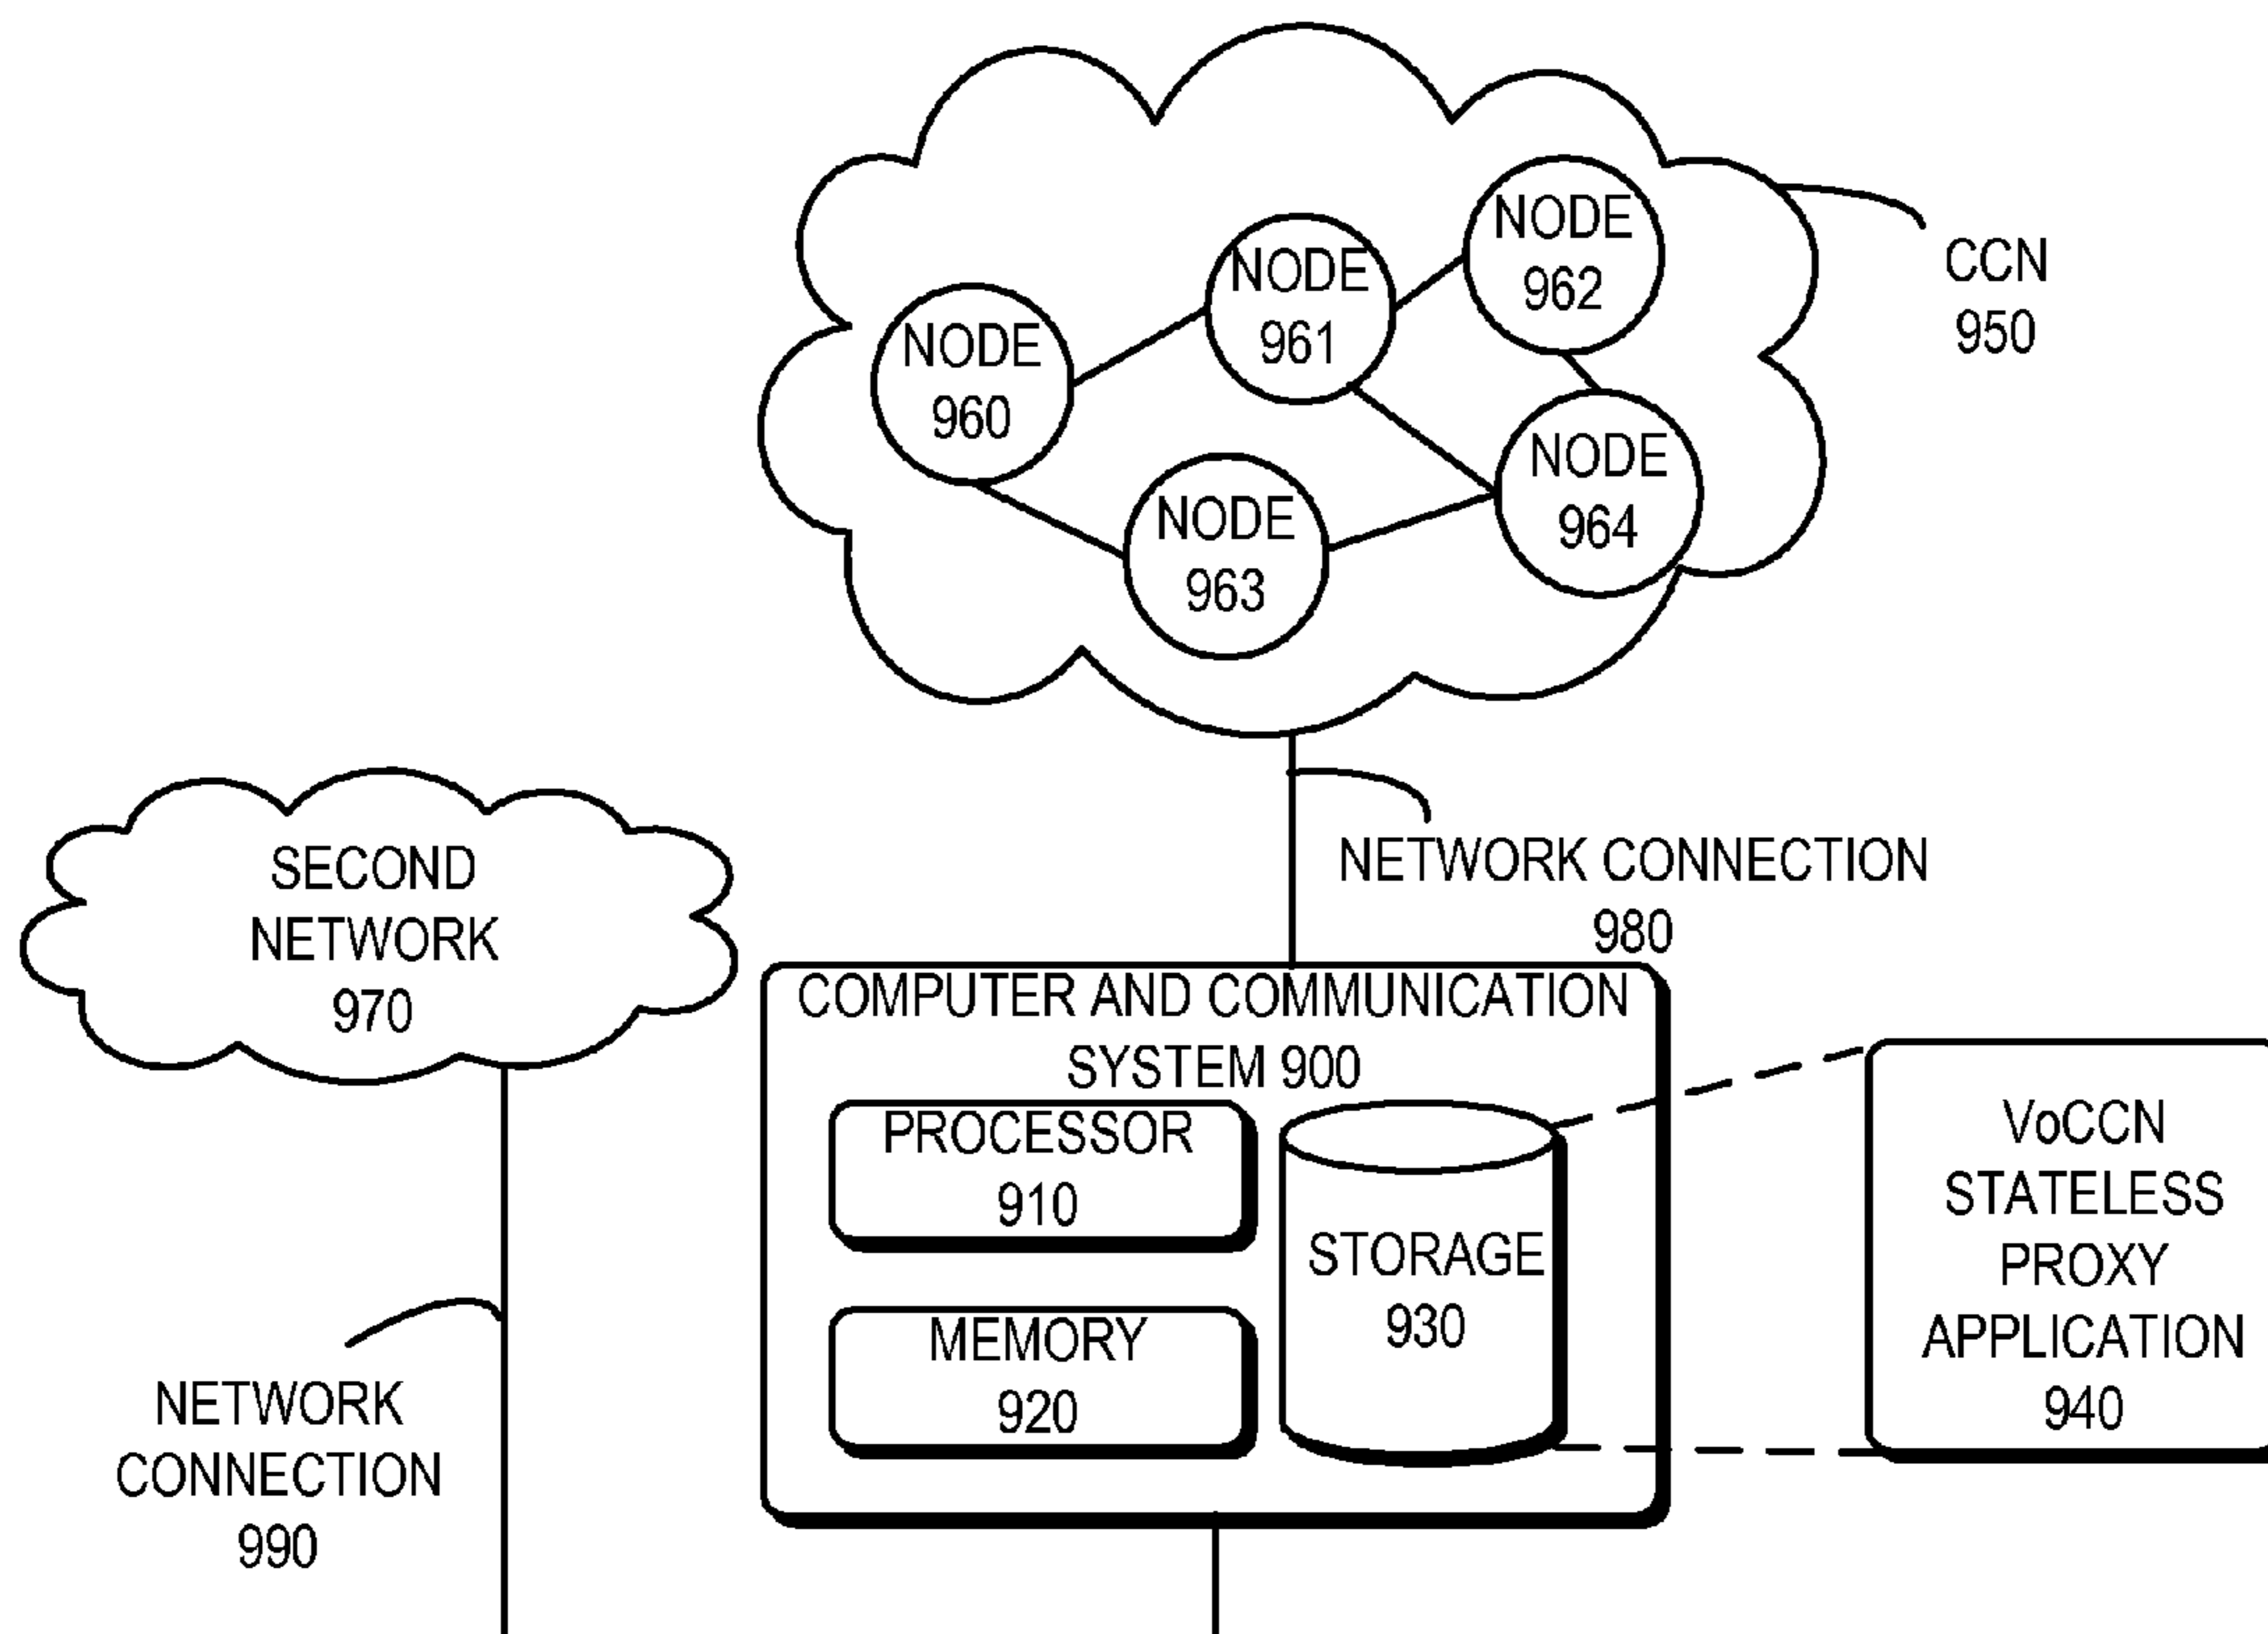 NODE
962
NODE
961
CCN
950
NODE
960
NODE
964
NODE
963
NETWORK CONNECTION
980
SECOND
NETWORK
970
COMPUTER AND COMMUNICATION
SYSTEM 900
PROCESSOR
910
MEMORY
920
STORAGE
930
VoCCN
STATELESS
PROXY
APPLICATION
940
NETWORK
CONNECTION
990